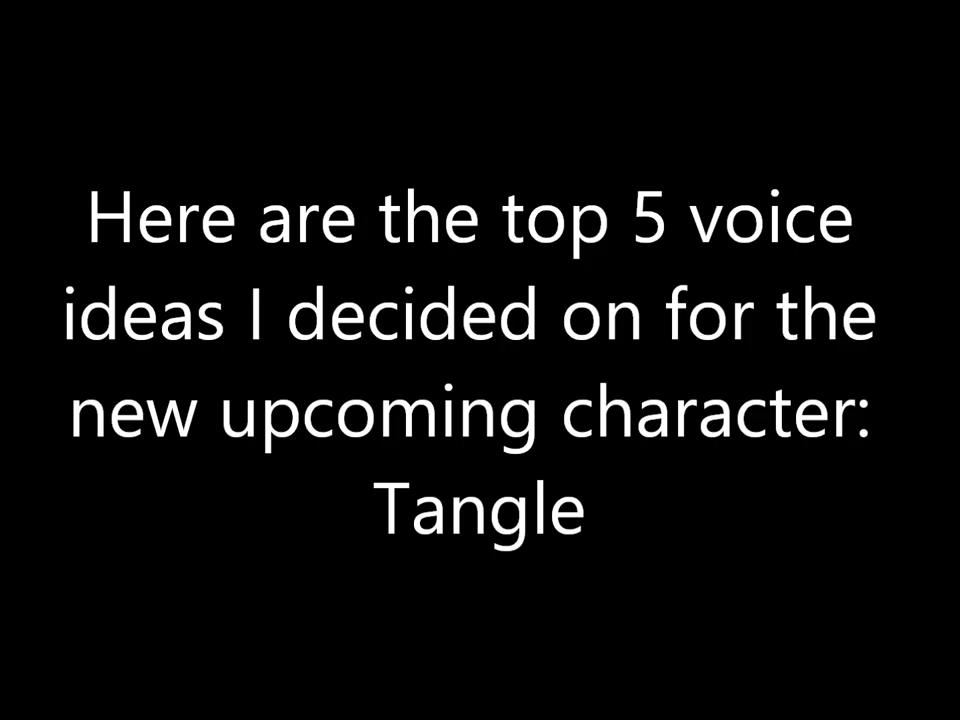 Here are the top 5 voice
ideas I decided on for the
new upcoming character:
Tangle